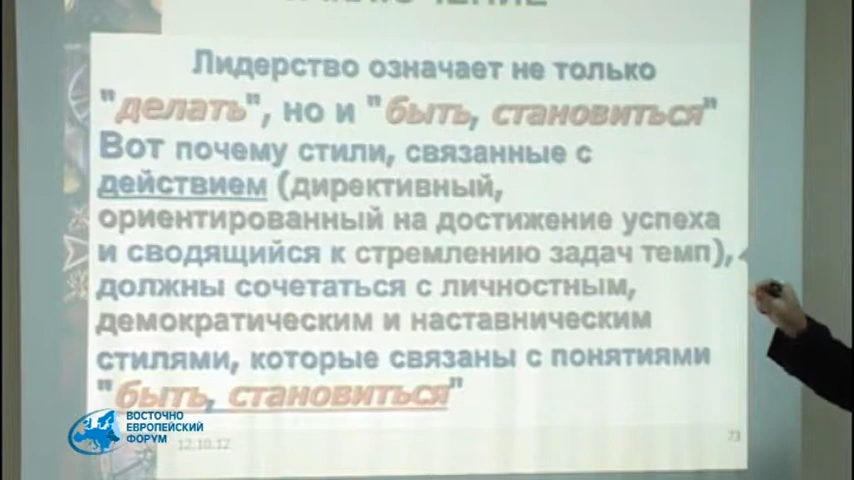 Лидерство означает не только
"делать", но и "быть, становиться"
Вот почему стили, связанные с
действием (директивный,
ориентированный на достижение успеха
и сводящийся к стремлению задач темп),
должны сочетаться с личностным,
демократическим и наставническим
стилями, которые связаны с понятиями
"быть, становиться"
ВОСТОЧНО
ЕВРОПЕЙСКИЙ
ФОРУМ
12.10.12
73